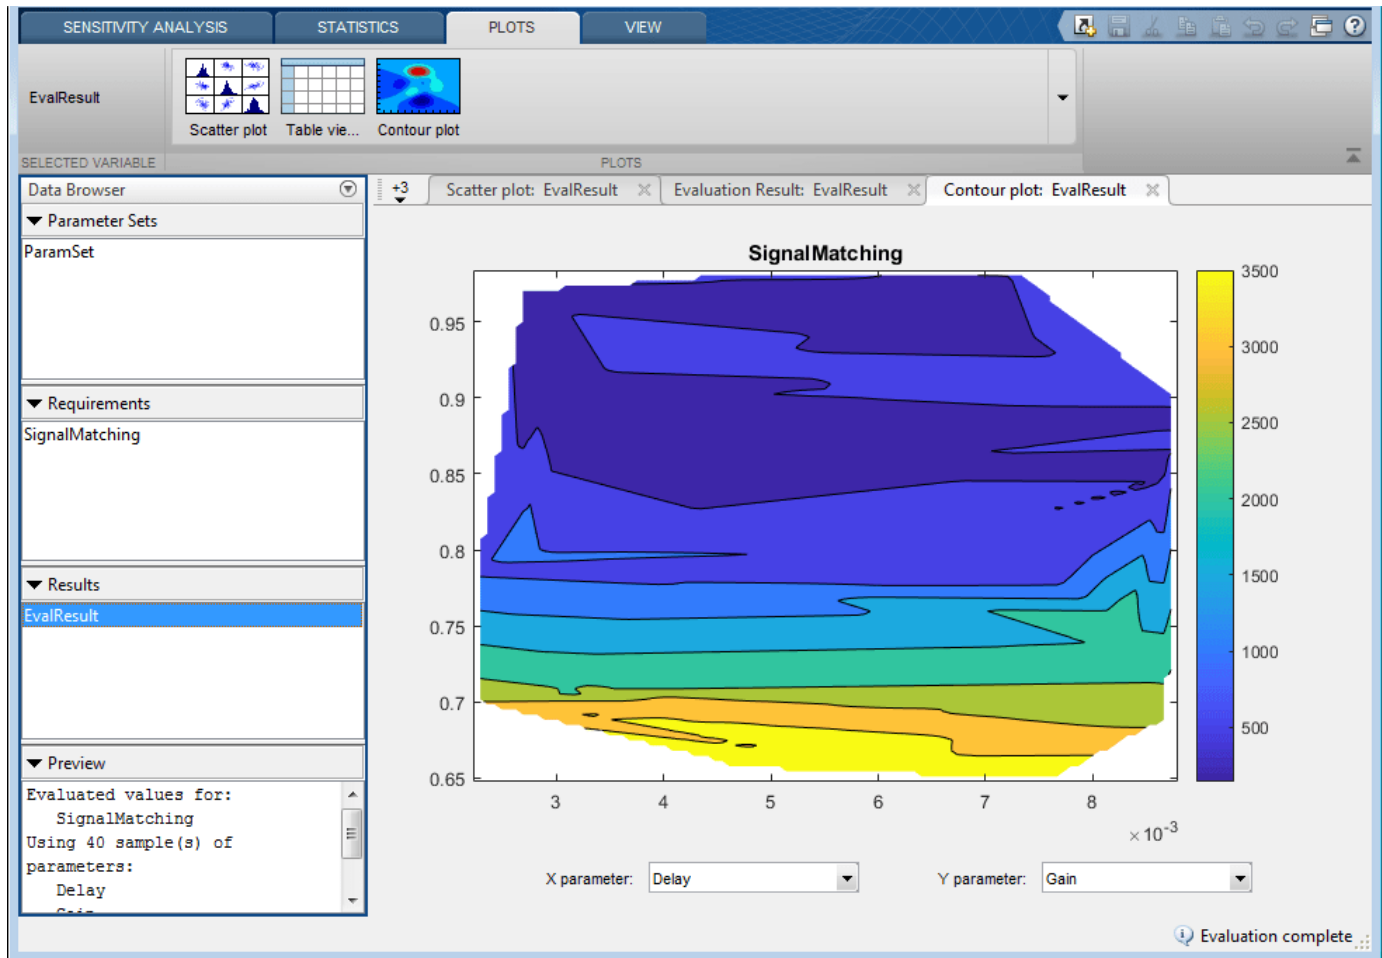 SENSITIVITY ANALYSIS STATISTICS PLOTS VIEW
EvalResult
Scatter plot Table vie... Contour plot
SELECTED VARIABLE PLOTS
Data Browser
+3 Scatter plot: EvalResult Evaluation Result: EvalResult Contour plot: EvalResult
Parameter Sets
ParamSet
Requirements
SignalMatching
Results
EvalResult
Preview
Evaluated values for:
SignalMatching
Using 40 sample(s) of
parameters:
Delay
SignalMatching
0.95
0.9
0.85
0.8
0.75
0.7
0.65
3 4 5 6 7 8
×10-3
3500
3000
2500
2000
1500
1000
500
X parameter: Delay Y parameter: Gain
Evaluation complete